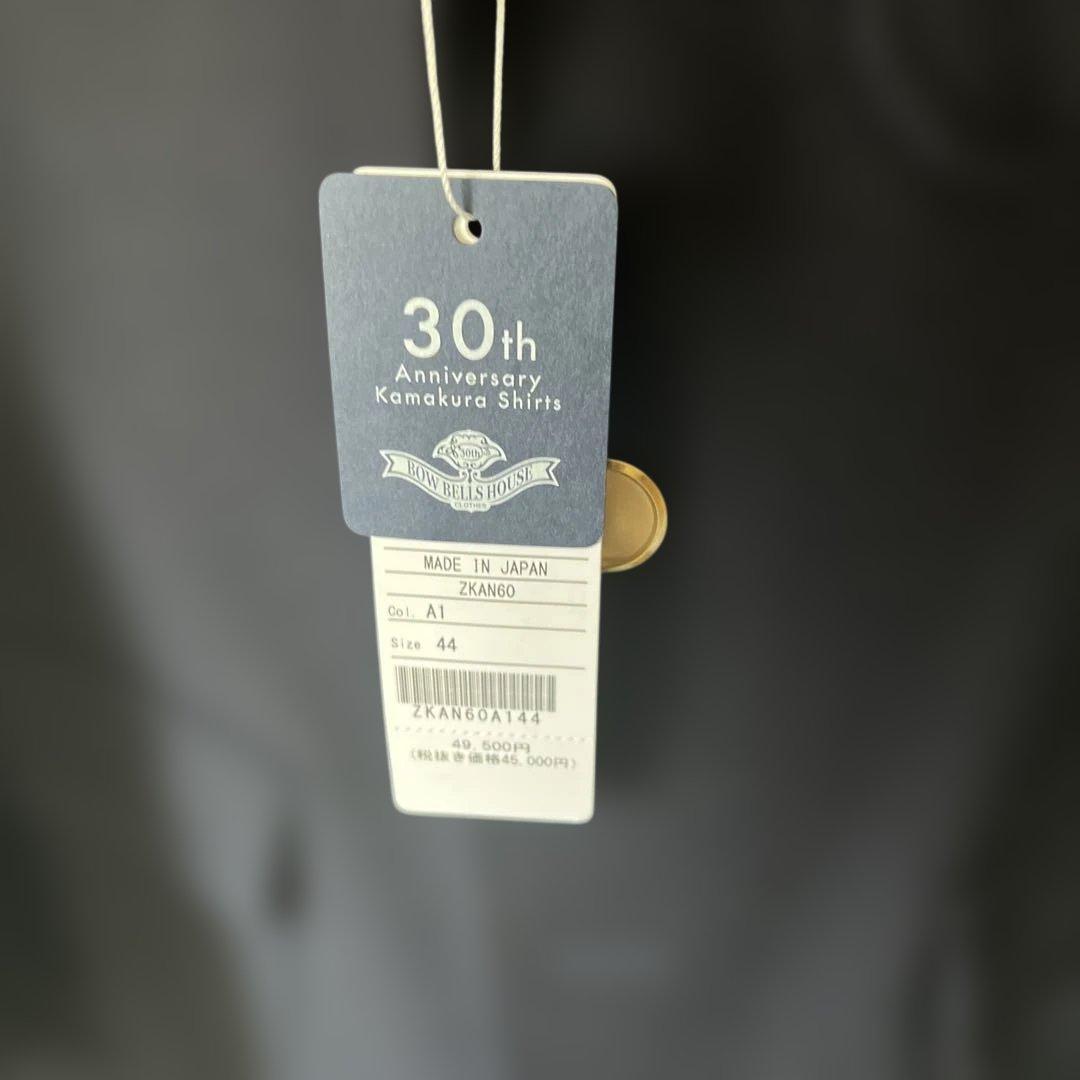 30th
Anniversary
Kamakura Shirts
30th
BOW BELLS HOUSE
CLOTHES
MADE IN JAPAN
ZKAN60
Col. A1
Size 44
ZKAN60A144
49,500円
(税抜き価格45,000円)